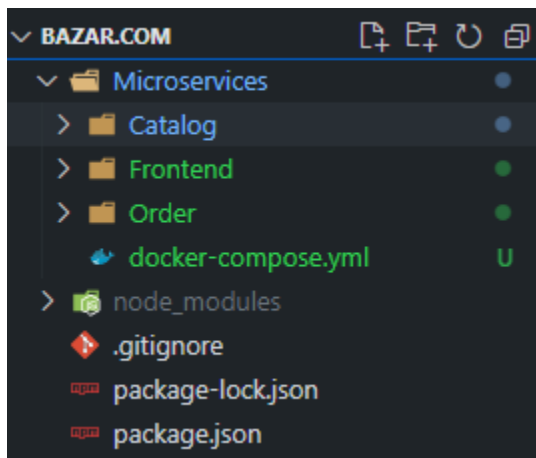 BAZAR.COM
Microservices
Catalog
Frontend
Order
docker-compose.yml U
node_modules
.gitignore
package-lock.json
package.json